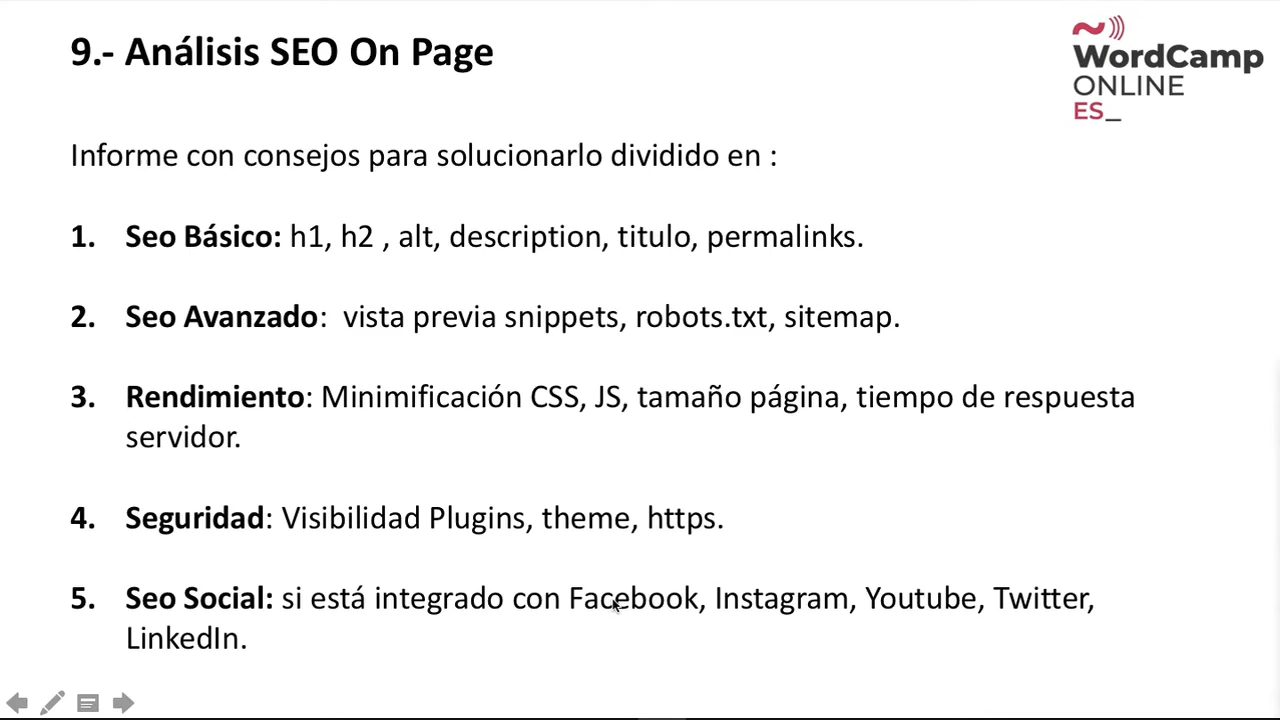 9.- Análisis SEO On Page
WordCamp
ONLINE
ES_
Informe con consejos para solucionarlo dividido en :
1. Seo Básico: h1, h2 , alt, description, titulo, permalinks.
2. Seo Avanzado: vista previa snippets, robots.txt, sitemap.
3. Rendimiento: Minimificación CSS, JS, tamaño página, tiempo de respuesta
servidor.
4. Seguridad: Visibilidad Plugins, theme, https.
5. Seo Social: si está integrado con Facebook, Instagram, Youtube, Twitter,
LinkedIn.